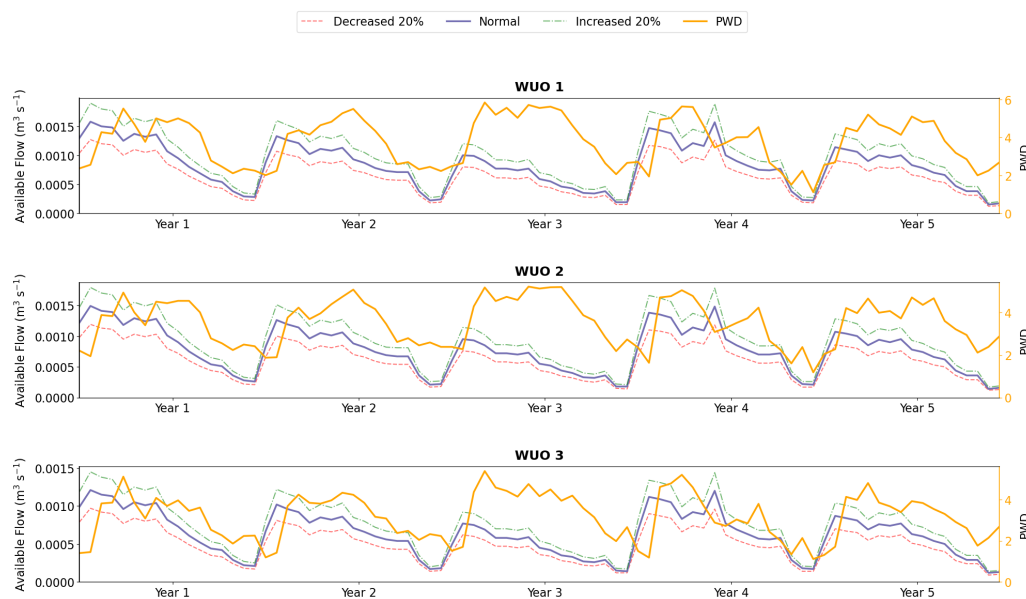 Decreased 20% Normal Increased 20% PWD
WUO 1
Available Flow (m³ s⁻¹)
0.0015
0.0010
0.0005
0.0000
6
4
2
0
PWD
Year 1 Year 2 Year 3 Year 4 Year 5
WUO 2
Available Flow (m³ s⁻¹)
0.0015
0.0010
0.0005
0.0000
4
2
0
PWD
Year 1 Year 2 Year 3 Year 4 Year 5
WUO 3
Available Flow (m³ s⁻¹)
0.0015
0.0010
0.0005
0.0000
4
2
0
PWD
Year 1 Year 2 Year 3 Year 4 Year 5